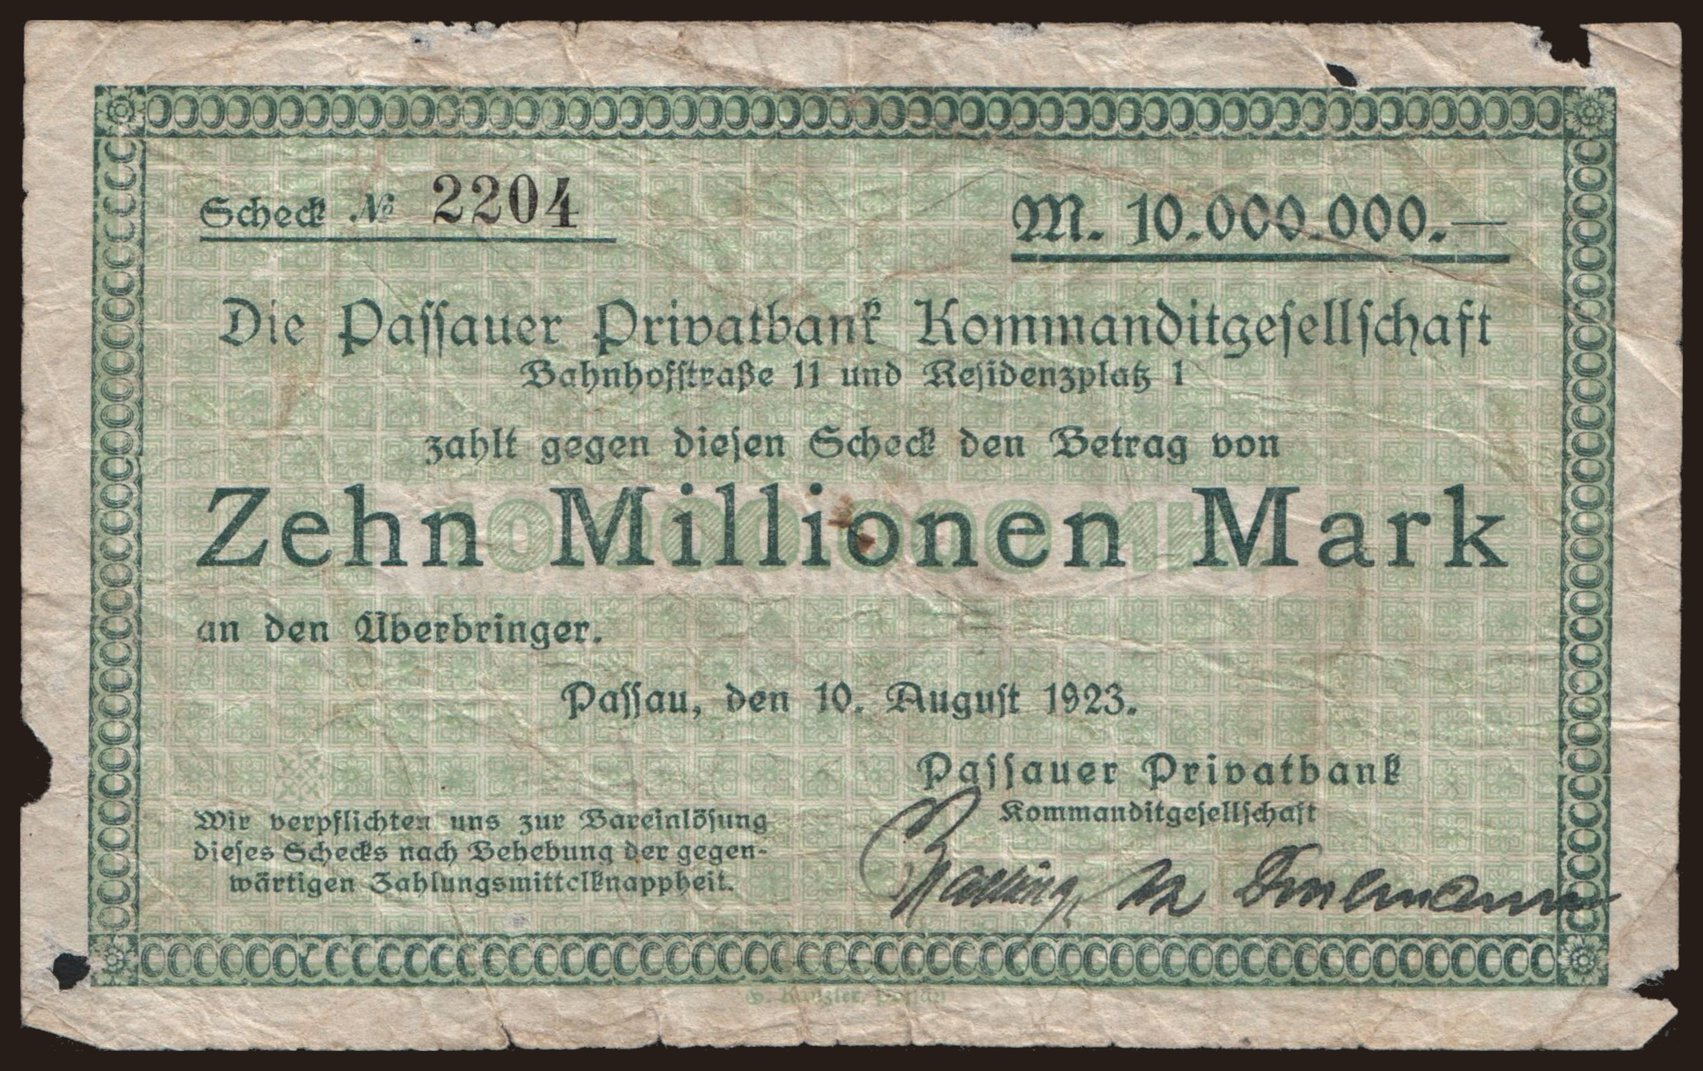 Scheck № 2204
M. 10.000.000.—
Die Passauer Privatbank Kommanditgesellschaft
Bahnhofstraße 11 und Residenzplatz 1
zahlt gegen diesen Scheck den Betrag von
Zehn Millionen Mark
an den Überbringer.
Passau, den 10. August 1923.
Passauer Privatbank
Kommanditgesellschaft
Wir verpflichten uns zur Bareinlösung
dieses Schecks nach Behebung der gegen-
wärtigen Zahlungsmittelknappheit.
Passau